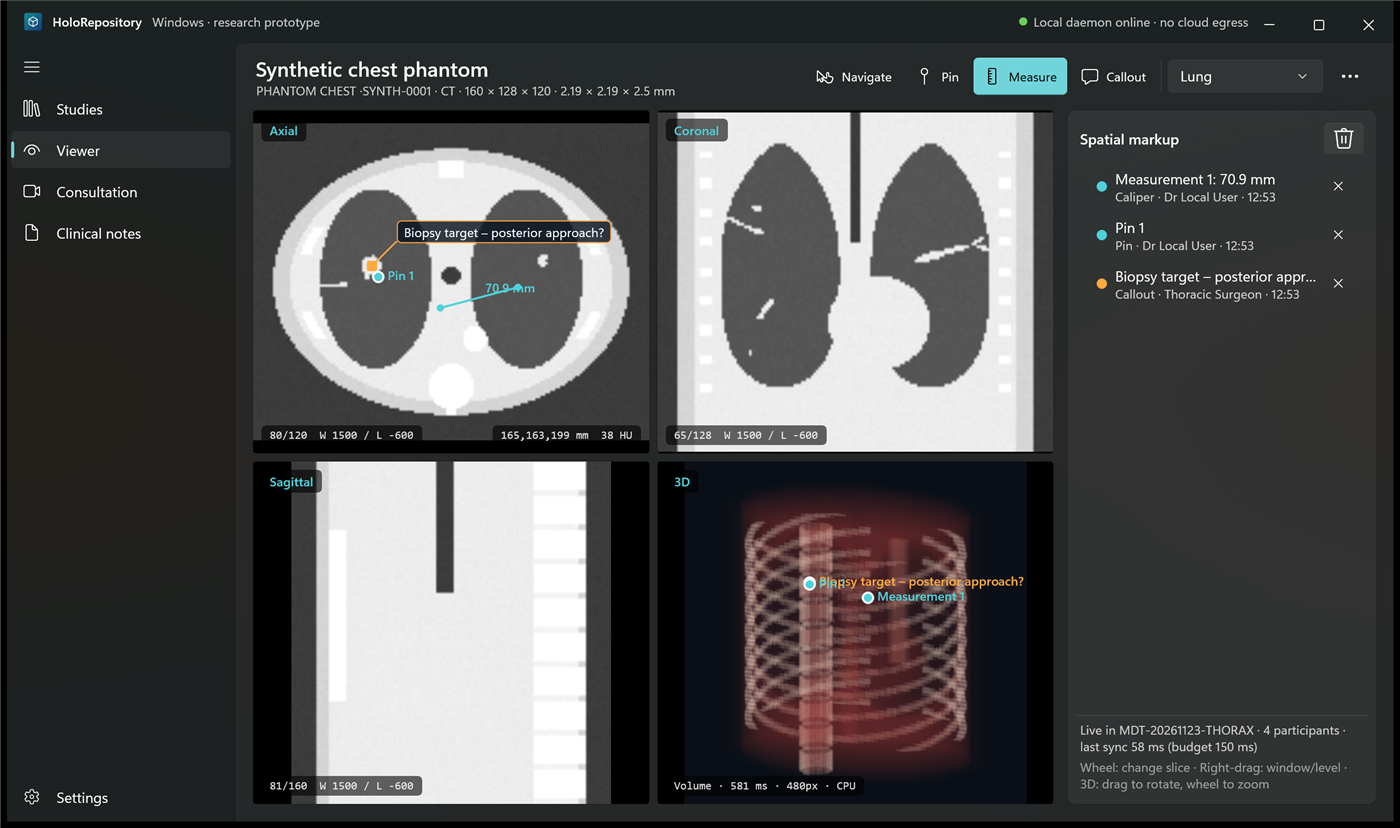 HoloRepository Windows · research prototype
Local daemon online · no cloud egress
Studies
Viewer
Consultation
Clinical notes
Settings
Synthetic chest phantom
PHANTOM CHEST ·SYNTH-0001 · CT · 160 × 128 × 120 · 2.19 × 2.19 × 2.5 mm
Navigate
Pin
Measure
Callout
Lung
Axial
Biopsy target – posterior approach?
Pin 1
70.9 mm
80/120 W 1500 / L -600
165,163,199 mm 38 HU
Coronal
65/128 W 1500 / L -600
Sagittal
81/160 W 1500 / L -600
3D
Biopsy target – posterior approach?
Measurement 1
Volume · 581 ms · 480px · CPU
Spatial markup
Measurement 1: 70.9 mm
Caliper · Dr Local User · 12:53
Pin 1
Pin · Dr Local User · 12:53
Biopsy target – posterior appr...
Callout · Thoracic Surgeon · 12:53
Live in MDT-20261123-THORAX · 4 participants ·
last sync 58 ms (budget 150 ms)
Wheel: change slice · Right-drag: window/level ·
3D: drag to rotate, wheel to zoom